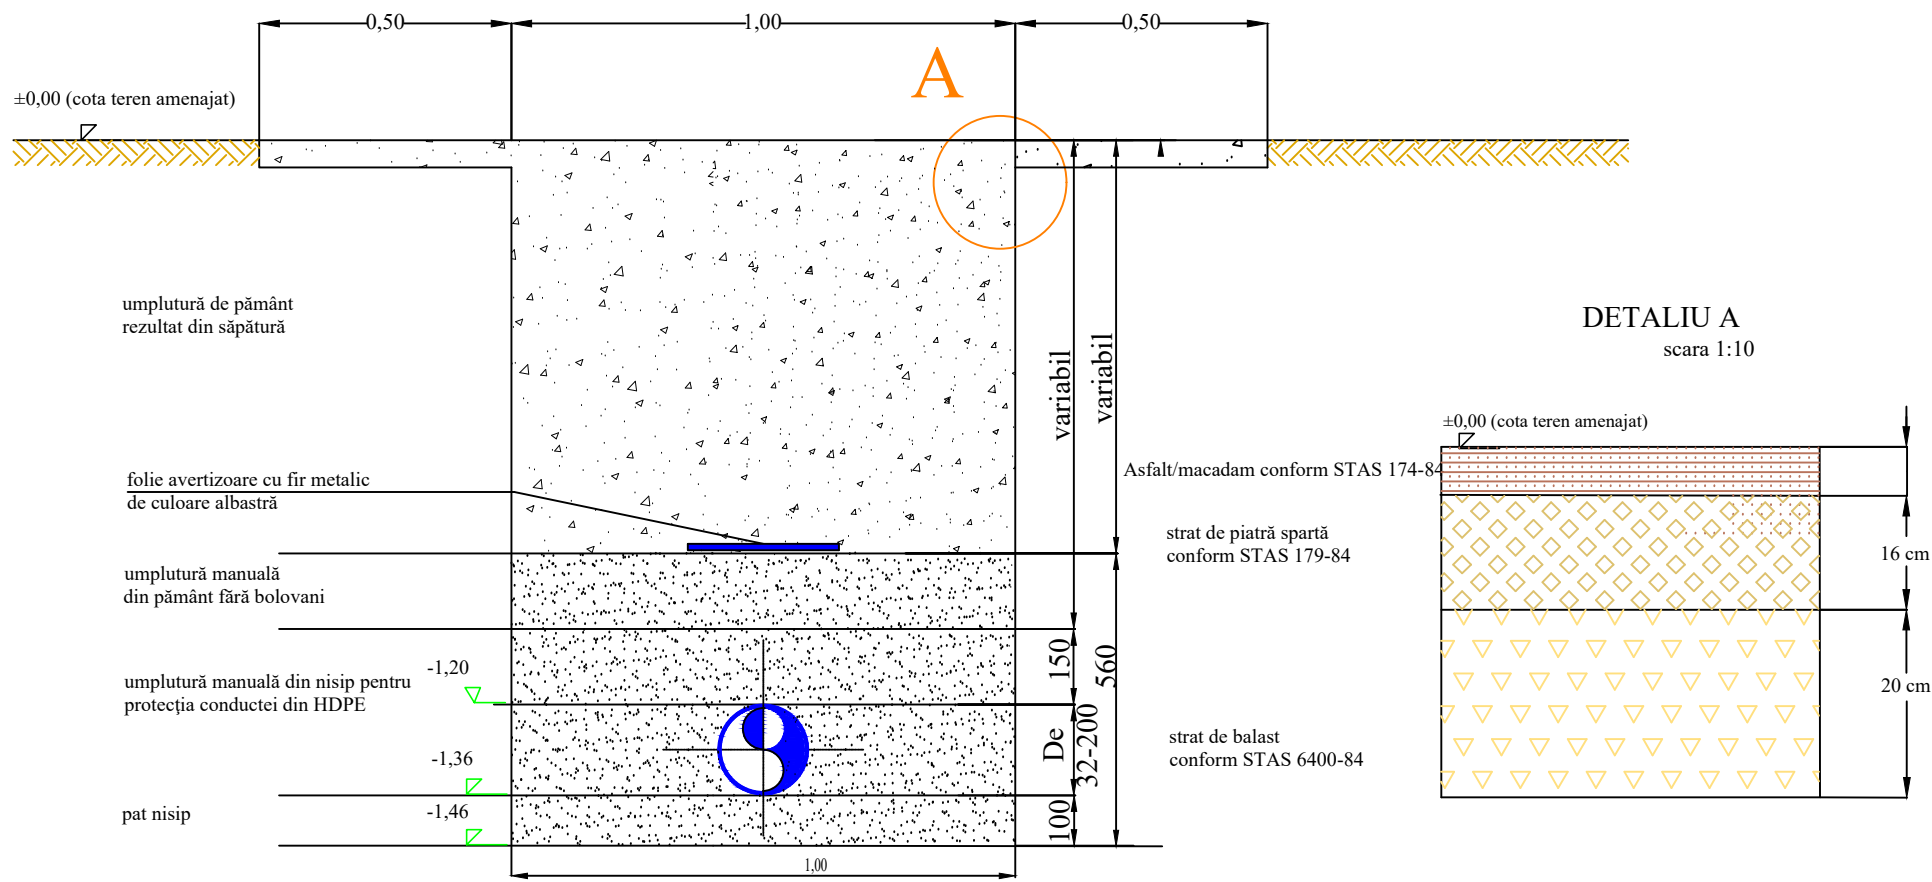 0,50
1,00
0,50
A
±0,00 (cota teren amenajat)
umplutură de pământ
rezultat din săpătură
variabil
variabil
folie avertizoare cu fir metalic
de culoare albastră
umplutură manuală
din pământ fără bolovani
-1,20
umplutură manuală din nisip pentru
protecția conductei din HDPE
-1,36
pat nisip
-1,46
150
560
De
32-200
100
1,00
DETALIU A
scara 1:10
±0,00 (cota teren amenajat)
Asfalt/macadam conform STAS 174-84
strat de piatră spartă
conform STAS 179-84
16 cm
20 cm
strat de balast
conform STAS 6400-84